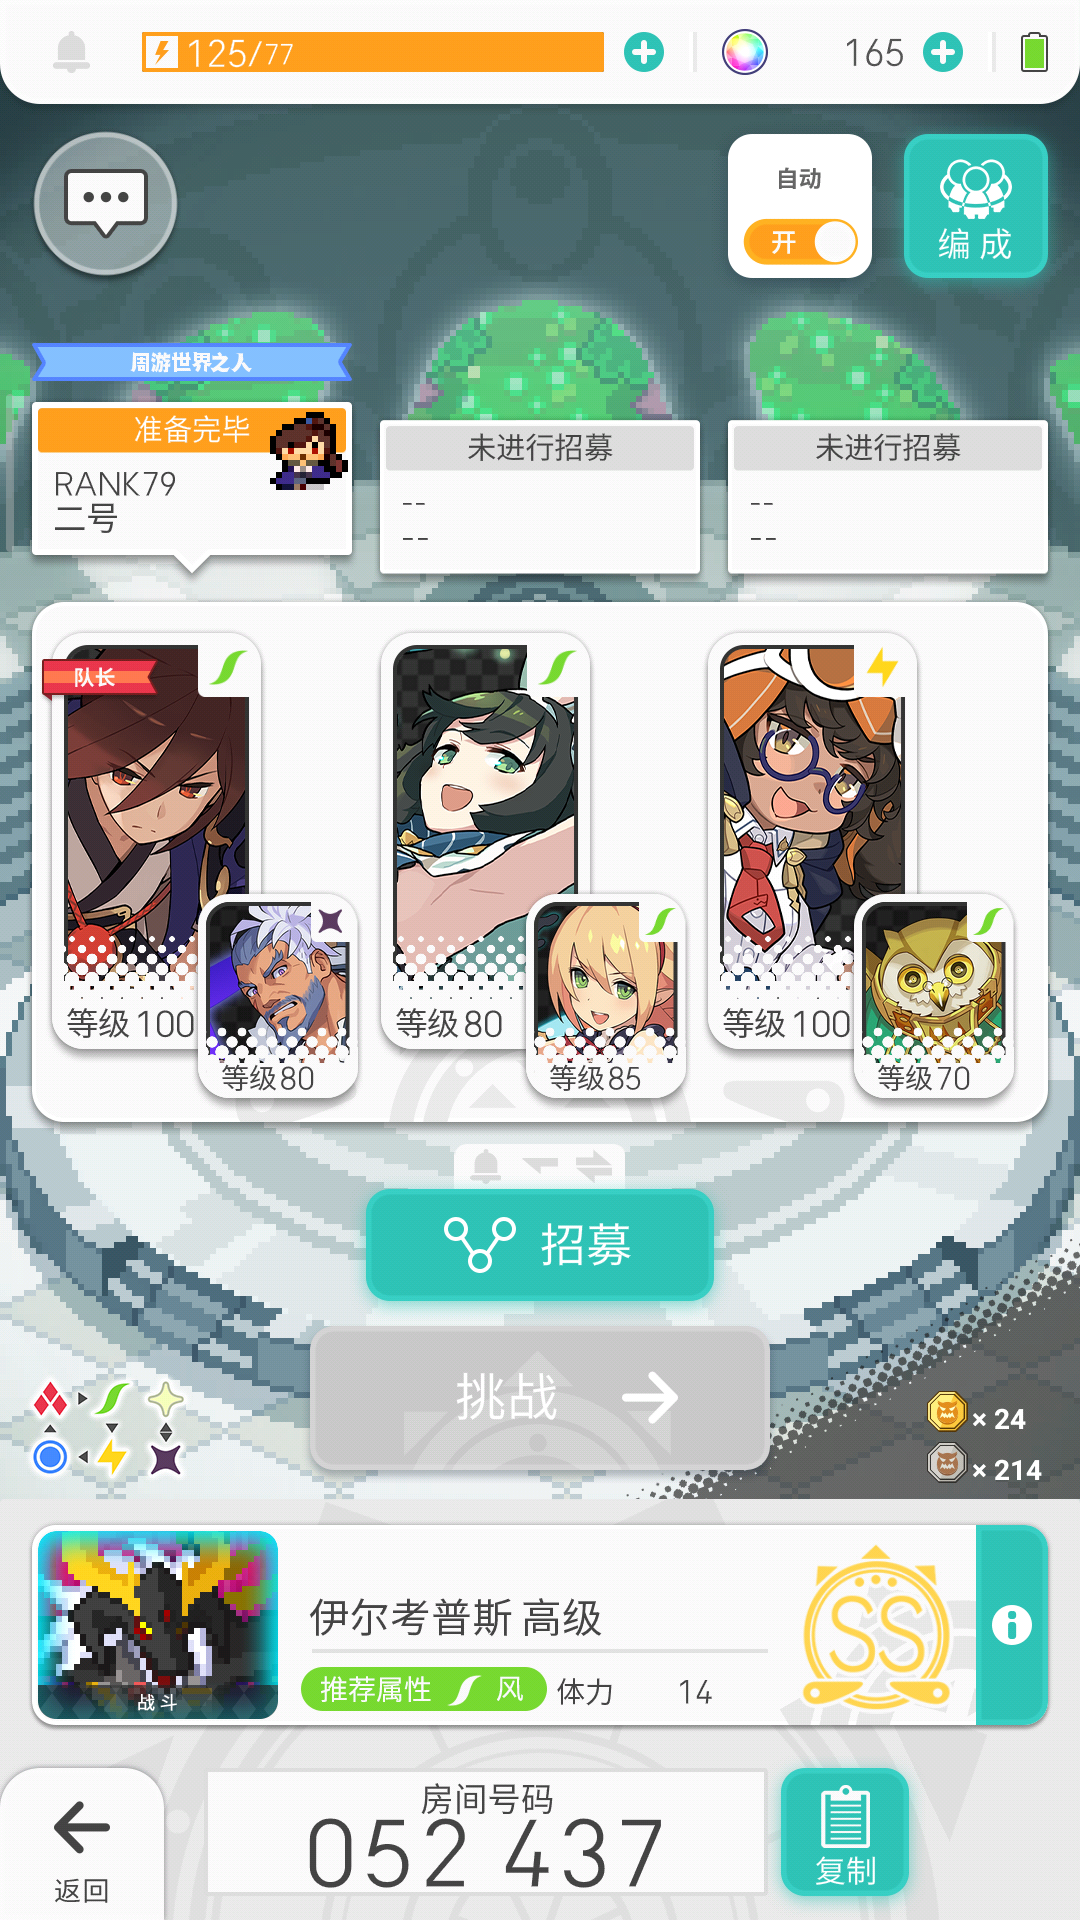 125/77
165
自动
开
编成
周游世界之人
准备完毕
RANK79
二号
未进行招募
--
--
未进行招募
--
--
队长
等级100
等级80
等级80
等级85
等级100
等级70
招募
挑战
× 24
× 214
战斗
伊尔考普斯 高级
推荐属性 风 体力 14
SS
房间号码
052 437
复制
返回